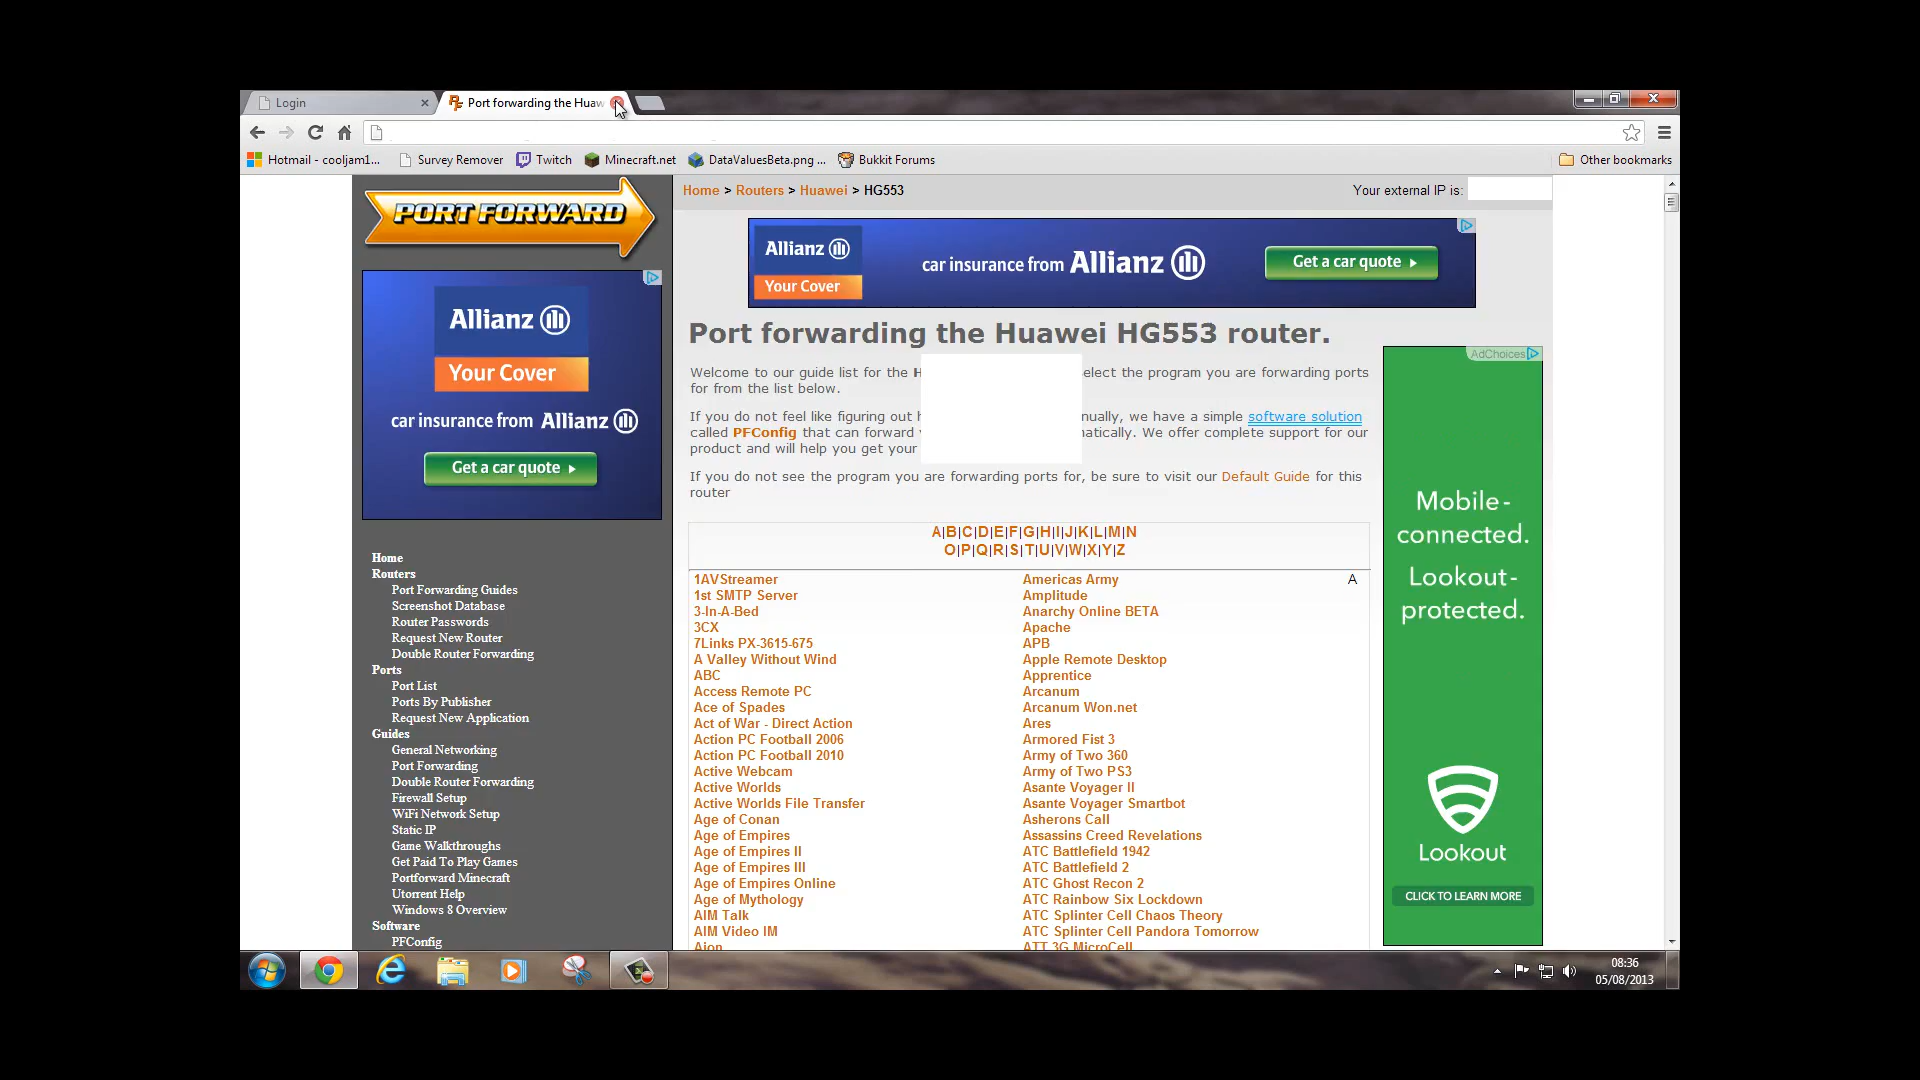 Login
Port forwarding the Huaw
Hotmail - cooljam1...
Survey Remover
Twitch
Minecraft.net
DataValuesBeta.png ...
Bukkit Forums
Other bookmarks
PORT FORWARD
Home > Routers > Huawei > HG553
Your external IP is:
Allianz
Your Cover
car insurance from Allianz
Get a car quote
Allianz
Your Cover
car insurance from Allianz
Get a car quote
Home
Routers
Port Forwarding Guides
Screenshot Database
Router Passwords
Request New Router
Double Router Forwarding
Ports
Port List
Ports By Publisher
Request New Application
Guides
General Networking
Port Forwarding
Double Router Forwarding
Firewall Setup
WiFi Network Setup
Static IP
Game Walkthroughs
Get Paid To Play Games
Portforward Minecraft
Utorrent Help
Windows 8 Overview
Software
PFConfig
Port forwarding the Huawei HG553 router.
Welcome to our guide list for the H elect the program you are forwarding ports
for from the list below.
If you do not feel like figuring out nually, we have a simple software solution
called PFConfig that can forward matically. We offer complete support for our
product and will help you get your
If you do not see the program you are forwarding ports for, be sure to visit our Default Guide for this
router
A|B|C|D|E|F|G|H|I|J|K|L|M|N
O|P|Q|R|S|T|U|V|W|X|Y|Z
A
1AVStreamer
1st SMTP Server
3-In-A-Bed
3CX
7Links PX-3615-675
A Valley Without Wind
ABC
Access Remote PC
Ace of Spades
Act of War - Direct Action
Action PC Football 2006
Action PC Football 2010
Active Webcam
Active Worlds
Active Worlds File Transfer
Age of Conan
Age of Empires
Age of Empires II
Age of Empires III
Age of Empires Online
Age of Mythology
AIM Talk
AIM Video IM
Aion
Americas Army
Amplitude
Anarchy Online BETA
Apache
APB
Apple Remote Desktop
Apprentice
Arcanum
Arcanum Won.net
Ares
Armored Fist 3
Army of Two 360
Army of Two PS3
Asante Voyager II
Asante Voyager Smartbot
Asherons Call
Assassins Creed Revelations
ATC Battlefield 1942
ATC Battlefield 2
ATC Ghost Recon 2
ATC Rainbow Six Lockdown
ATC Splinter Cell Chaos Theory
ATC Splinter Cell Pandora Tomorrow
ATT 3G MicroCell
AdChoices
Mobile-
connected.
Lookout-
protected.
Lookout
CLICK TO LEARN MORE
08:36
05/08/2013